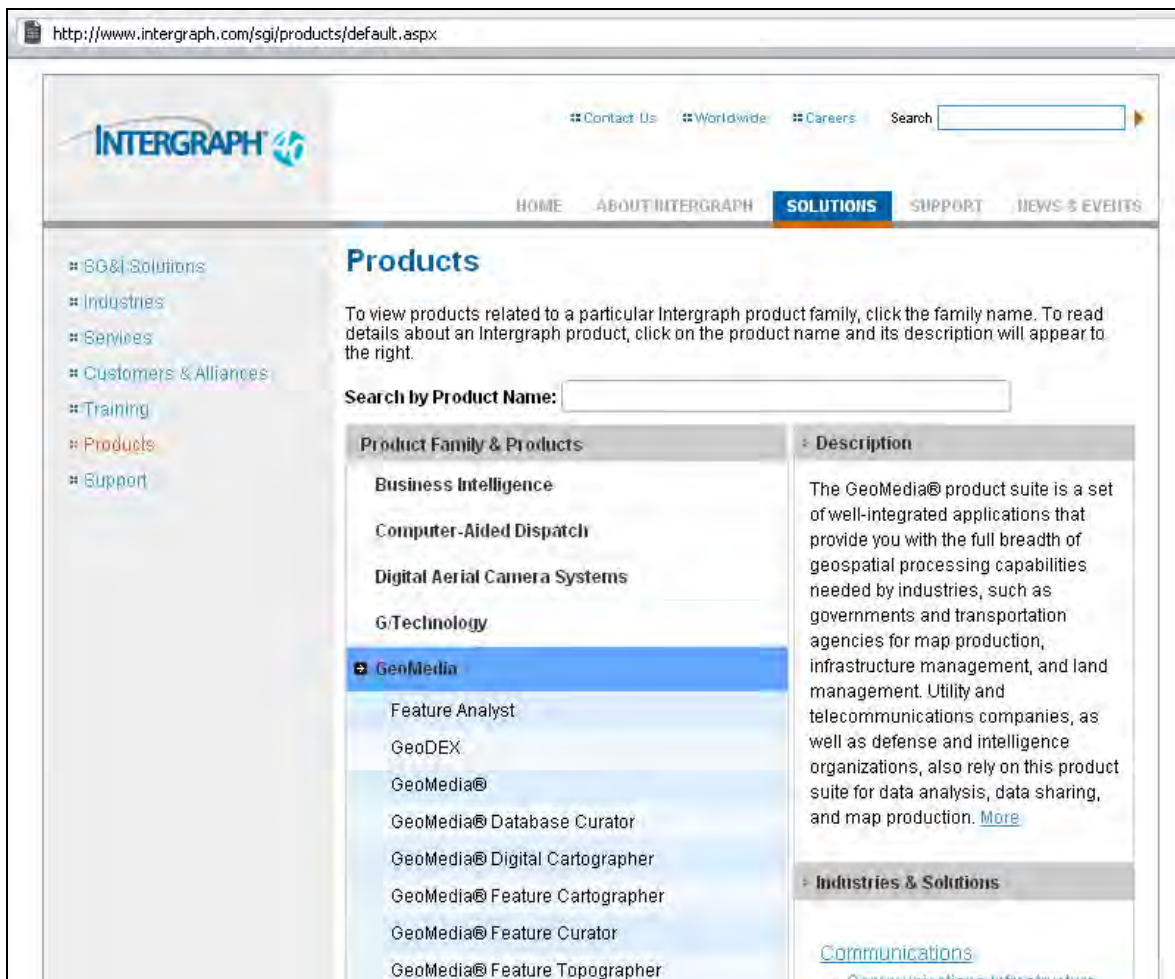 http://www.intergraph.com/sgi/products/default.aspx
INTERGRAPH
Contact Us Worldwide Careers Search
HOME ABOUT INTERGRAPH SOLUTIONS SUPPORT NEWS & EVENTS
SG&I Solutions
Industries
Services
Customers & Alliances
Training
Products
Support
Products
To view products related to a particular Intergraph product family, click the family name. To read
details about an Intergraph product, click on the product name and its description will appear to
the right.
Search by Product Name:
Product Family & Products
Business Intelligence
Computer-Aided Dispatch
Digital Aerial Camera Systems
G/Technology
GeoMedia
Feature Analyst
GeoDEX
GeoMedia®
GeoMedia® Database Curator
GeoMedia® Digital Cartographer
GeoMedia® Feature Cartographer
GeoMedia® Feature Curator
GeoMedia® Feature Topographer
Description
The GeoMedia® product suite is a set
of well-integrated applications that
provide you with the full breadth of
geospatial processing capabilities
needed by industries, such as
governments and transportation
agencies for map production,
infrastructure management, and land
management. Utility and
telecommunications companies, as
well as defense and intelligence
organizations, also rely on this product
suite for data analysis, data sharing,
and map production. More
Industries & Solutions
Communications